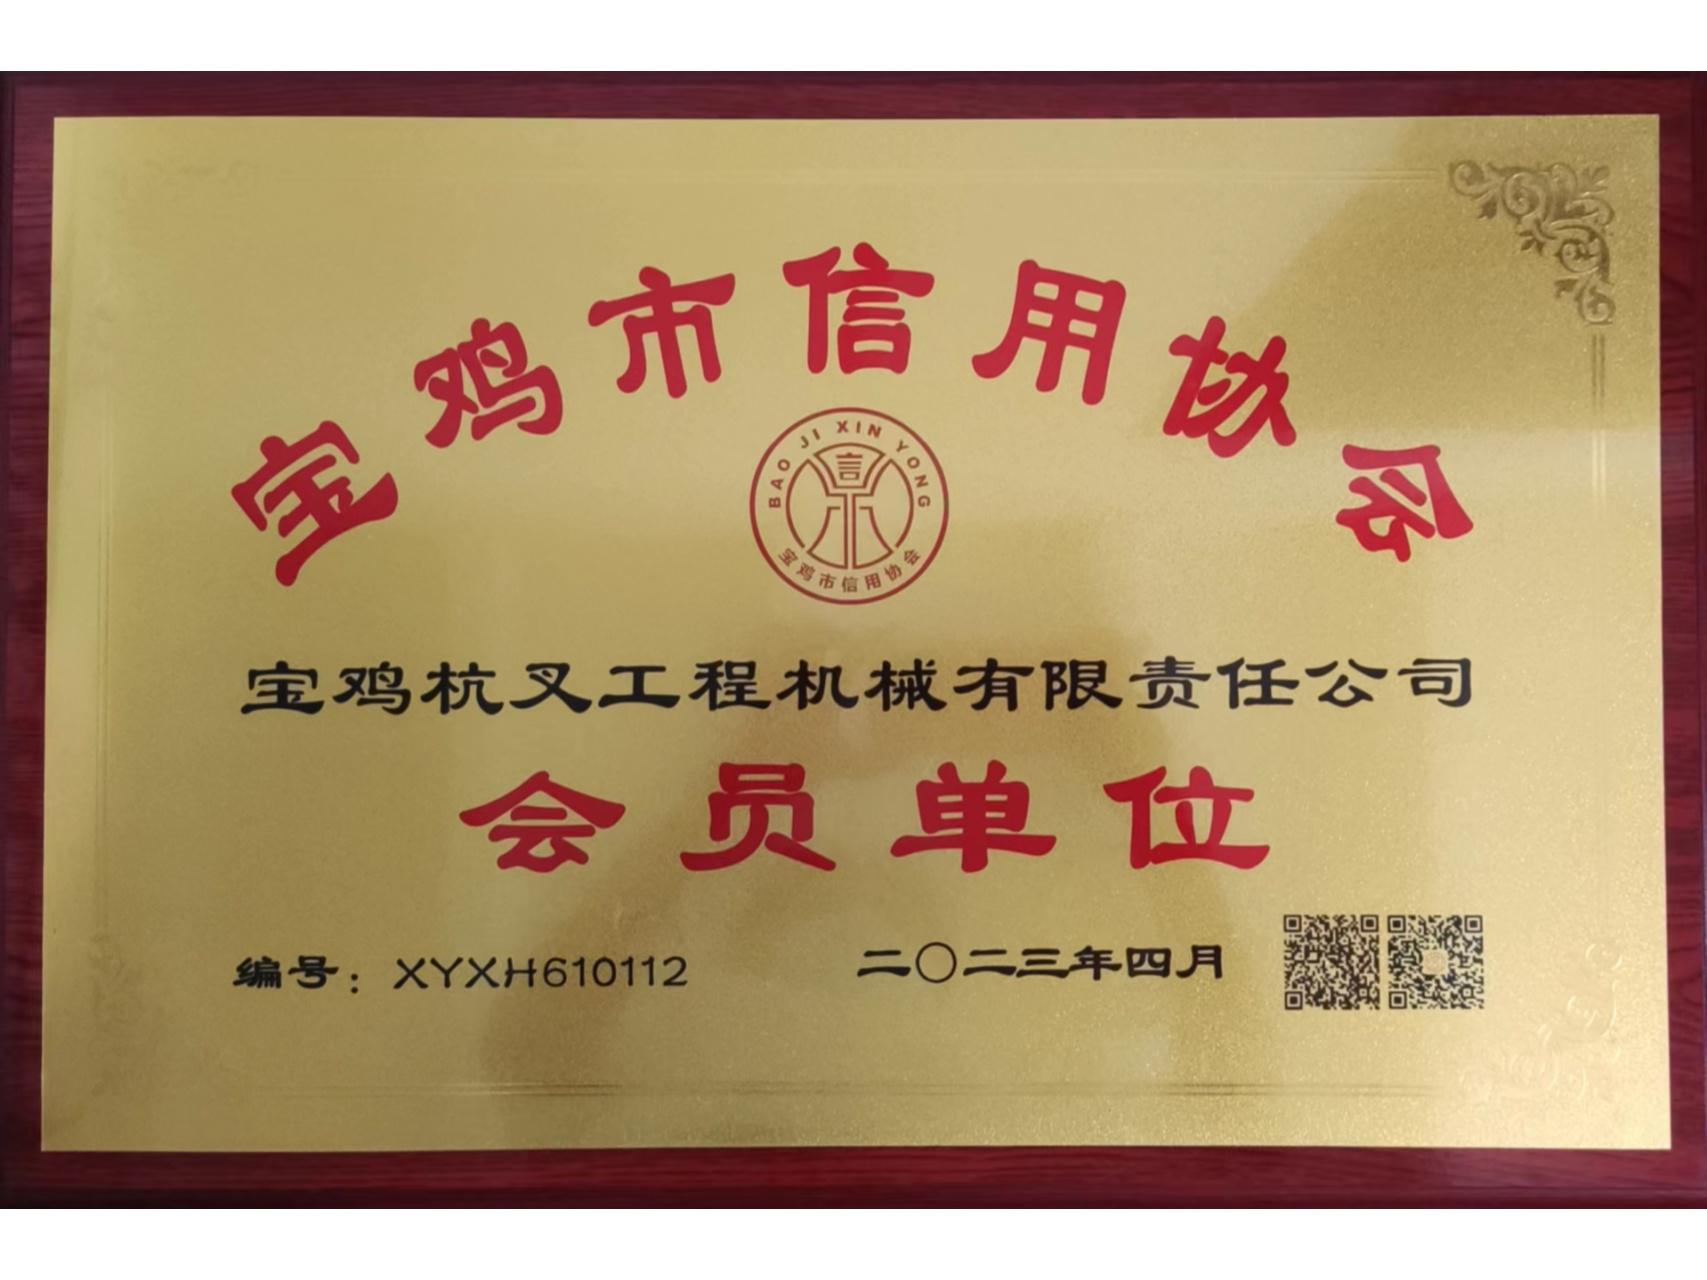 宝鸡市信用协会
BAO JI XIN YONG
信
宝鸡市信用协会
宝鸡杭叉工程机械有限责任公司
会员单位
编号：XYXH610112
二〇二三年四月